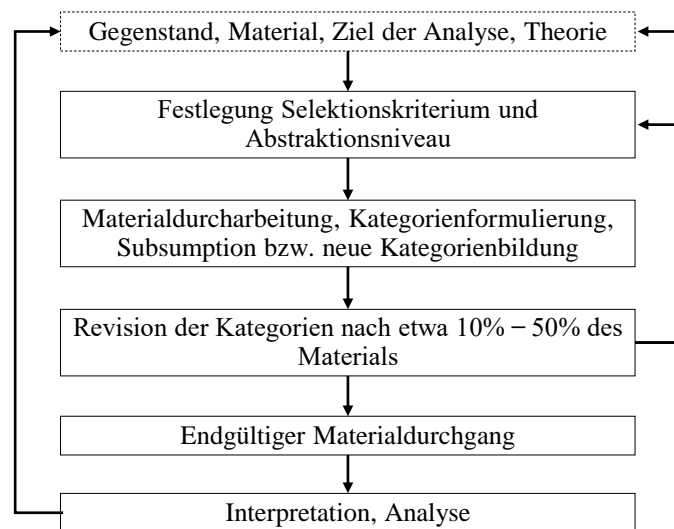 Gegenstand, Material, Ziel der Analyse, Theorie
Festlegung Selektionskriterium und
Abstraktionsniveau
Materialdurcharbeitung, Kategorienformulierung,
Subsumption bzw. neue Kategorienbildung
Revision der Kategorien nach etwa 10% – 50% des
Materials
Endgültiger Materialdurchgang
Interpretation, Analyse